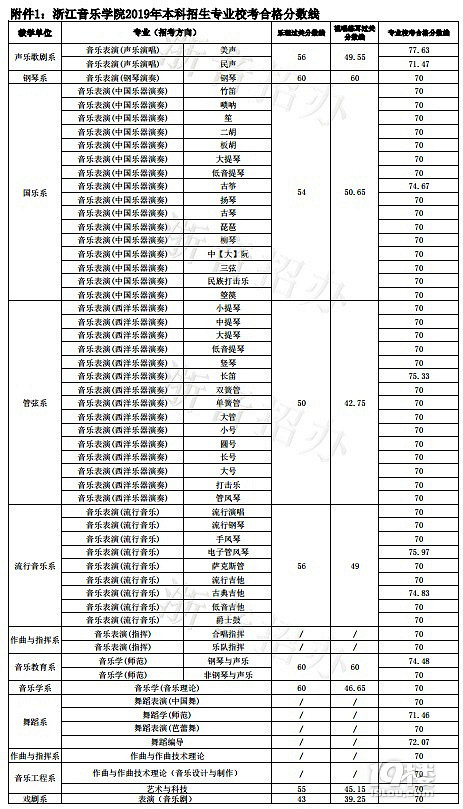 附件1：浙江音乐学院2019年本科招生专业校考合格分数线
教学单位 专业（招考方向） 乐理过关分数线 视唱练耳过关分数线 专业校考合格分数线
声乐歌剧系 音乐表演(声乐演唱) 美声 56 49.55 77.63
音乐表演(声乐演唱) 民声 71.47
钢琴系 音乐表演(钢琴演奏) 钢琴 60 60 70
国乐系 音乐表演(中国乐器演奏) 竹笛 54 50.65 70
音乐表演(中国乐器演奏) 唢呐 70
音乐表演(中国乐器演奏) 笙 70
音乐表演(中国乐器演奏) 二胡 70
音乐表演(中国乐器演奏) 板胡 70
音乐表演(中国乐器演奏) 大提琴 70
音乐表演(中国乐器演奏) 低音提琴 70
音乐表演(中国乐器演奏) 古筝 74.67
音乐表演(中国乐器演奏) 扬琴 70
音乐表演(中国乐器演奏) 古琴 70
音乐表演(中国乐器演奏) 琵琶 70
音乐表演(中国乐器演奏) 柳琴 70
音乐表演(中国乐器演奏) 中【大】阮 70
音乐表演(中国乐器演奏) 三弦 70
音乐表演(中国乐器演奏) 民族打击乐 70
音乐表演(中国乐器演奏) 箜篌 70
管弦系 音乐表演(西洋乐器演奏) 小提琴 50 42.75 70
音乐表演(西洋乐器演奏) 中提琴 70
音乐表演(西洋乐器演奏) 大提琴 70
音乐表演(西洋乐器演奏) 低音提琴 70
音乐表演(西洋乐器演奏) 竖琴 70
音乐表演(西洋乐器演奏) 长笛 75.33
音乐表演(西洋乐器演奏) 双簧管 70
音乐表演(西洋乐器演奏) 单簧管 70
音乐表演(西洋乐器演奏) 大管 70
音乐表演(西洋乐器演奏) 小号 70
音乐表演(西洋乐器演奏) 圆号 70
音乐表演(西洋乐器演奏) 长号 70
音乐表演(西洋乐器演奏) 大号 70
音乐表演(西洋乐器演奏) 打击乐 70
音乐表演(西洋乐器演奏) 管风琴 70
流行音乐系 音乐表演(流行音乐) 流行演唱 56 49 70
音乐表演(流行音乐) 流行钢琴 70
音乐表演(流行音乐) 手风琴 70
音乐表演(流行音乐) 电子管风琴 75.97
音乐表演(流行音乐) 萨克斯管 70
音乐表演(流行音乐) 流行吉他 70
音乐表演(流行音乐) 古典吉他 74.83
音乐表演(流行音乐) 低音吉他 70
音乐表演(流行音乐) 爵士鼓 70
作曲与指挥系 音乐表演(指挥) 合唱指挥 / / 70
音乐表演(指挥) 乐队指挥 / / 70
音乐教育系 音乐学(师范) 钢琴与声乐 60 60 74.48
音乐学(师范) 非钢琴与声乐 70
音乐学系 音乐学(音乐理论) 60 46.65 70
舞蹈系 舞蹈表演(中国舞) / / 70
舞蹈学(师范) / / 71.46
舞蹈表演(芭蕾舞) / / 70
舞蹈编导 / / 72.07
作曲与指挥系 作曲与作曲技术理论 / / 70
音乐工程系 作曲与作曲技术理论（音乐设计与制作） / / 70
艺术与科技 55 45.15 70
戏剧系 表演（音乐剧） 43 39.25 70
浙音招办
浙音招办
浙音招办